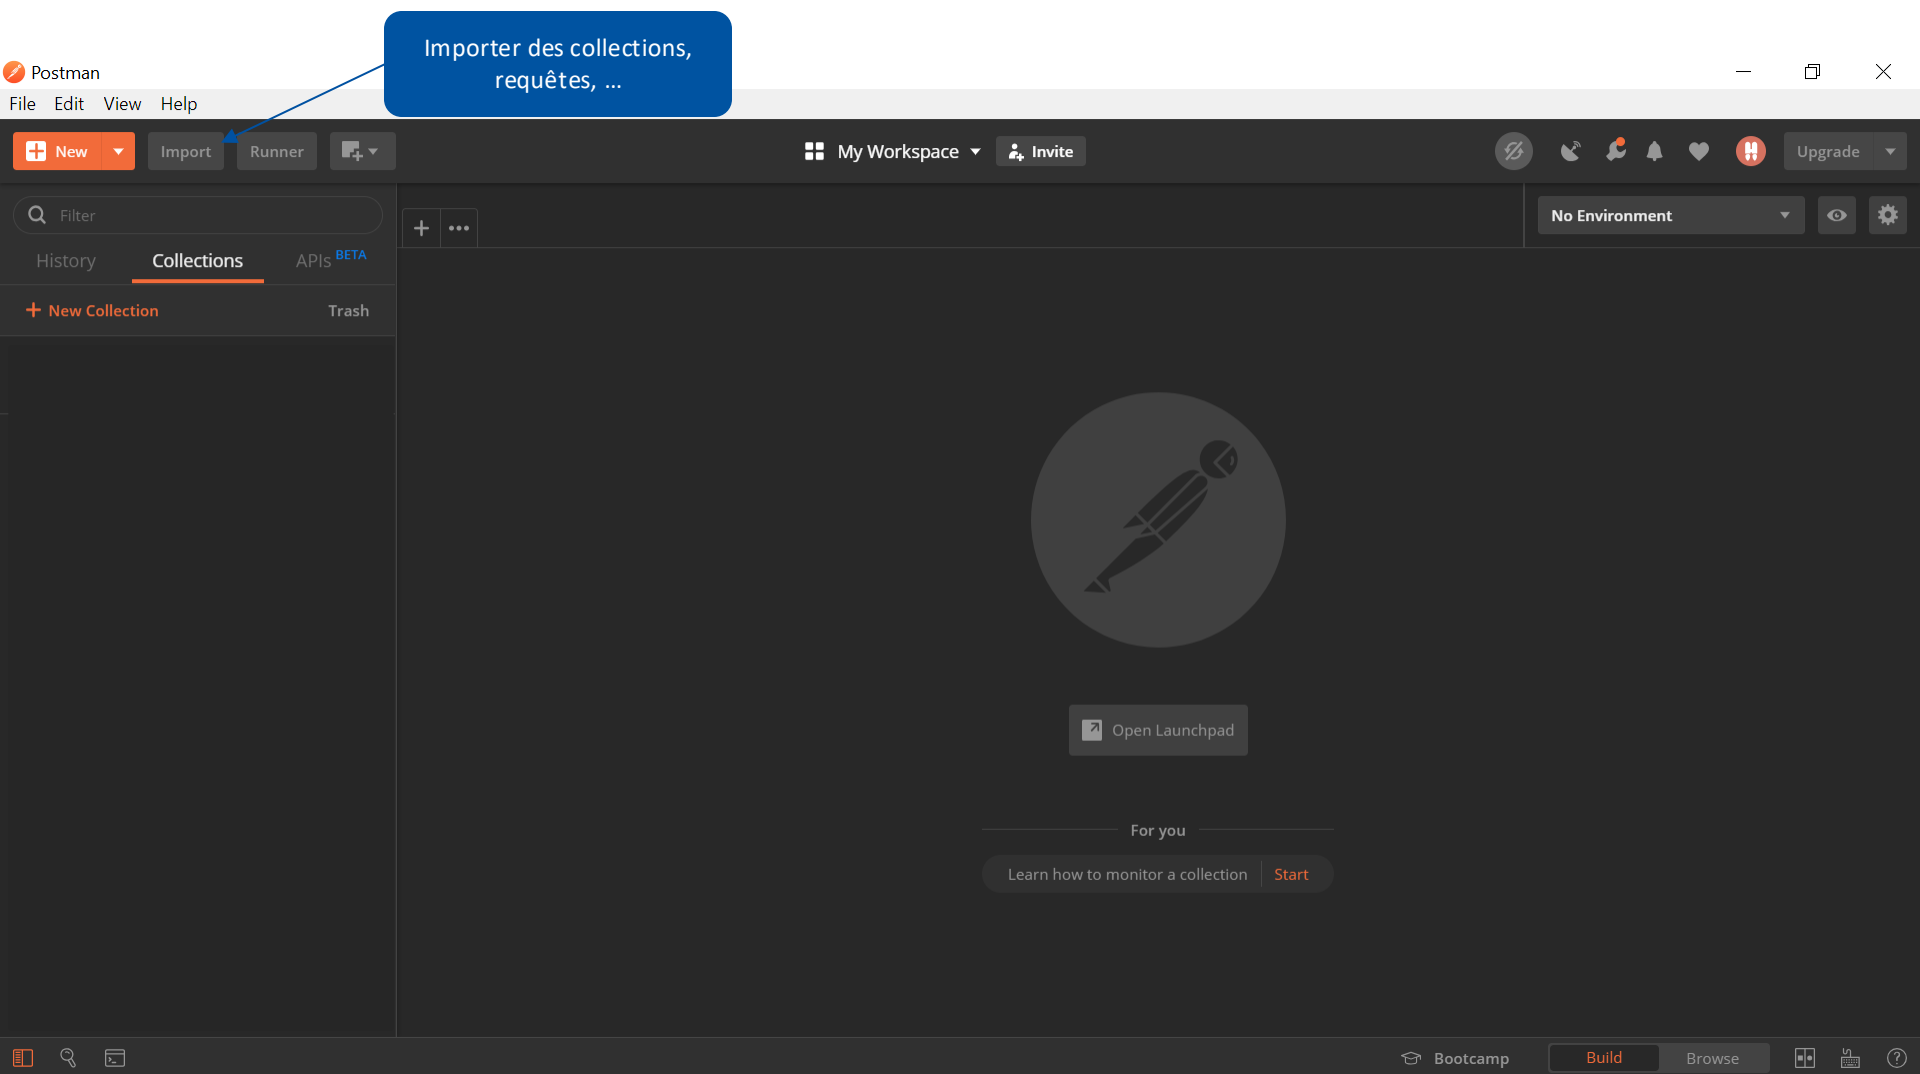 Importer des collections,
requêtes, ...
Postman
File Edit View Help
New Import Runner My Workspace Invite Upgrade
Filter No Environment
History Collections APIs BETA
New Collection Trash
Open Launchpad
For you
Learn how to monitor a collection Start
Bootcamp Build Browse